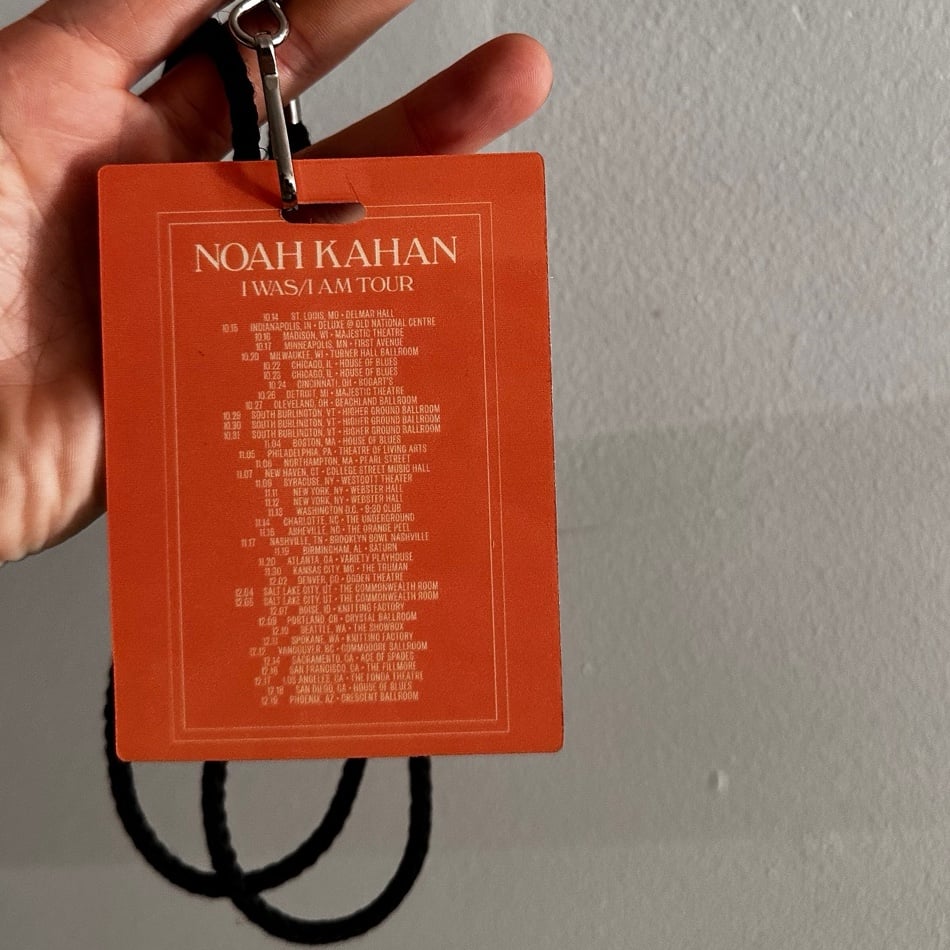 NOAH KAHAN
I WAS/I AM TOUR
10.14 ST. LOUIS, MO • DELMAR HALL
10.15 INDIANAPOLIS, IN • DELUXE @ OLD NATIONAL CENTRE
10.16 MADISON, WI • MAJESTIC THEATRE
10.17 MINNEAPOLIS, MN • FIRST AVENUE
10.20 MILWAUKEE, WI • TURNER HALL BALLROOM
10.22 CHICAGO, IL • HOUSE OF BLUES
10.23 CHICAGO, IL • HOUSE OF BLUES
10.24 CINCINNATI, OH • BOGART'S
10.26 DETROIT, MI • MAJESTIC THEATRE
10.27 CLEVELAND, OH • BEACHLAND BALLROOM
10.29 SOUTH BURLINGTON, VT • HIGHER GROUND BALLROOM
10.30 SOUTH BURLINGTON, VT • HIGHER GROUND BALLROOM
10.31 SOUTH BURLINGTON, VT • HIGHER GROUND BALLROOM
11.04 BOSTON, MA • HOUSE OF BLUES
11.05 PHILADELPHIA, PA • THEATRE OF LIVING ARTS
11.06 NORTHAMPTON, MA • PEARL STREET
11.07 NEW HAVEN, CT • COLLEGE STREET MUSIC HALL
11.09 SYRACUSE, NY • WESTCOTT THEATER
11.11 NEW YORK, NY • WEBSTER HALL
11.12 NEW YORK, NY • WEBSTER HALL
11.13 WASHINGTON D.C. • 9:30 CLUB
11.14 CHARLOTTE, NC • THE UNDERGROUND
11.16 ASHEVILLE, NC • THE ORANGE PEEL
11.17 NASHVILLE, TN • BROOKLYN BOWL NASHVILLE
11.19 BIRMINGHAM, AL • SATURN
11.20 ATLANTA, GA • VARIETY PLAYHOUSE
11.30 KANSAS CITY, MO • THE TRUMAN
12.02 DENVER, CO • OGDEN THEATRE
12.04 SALT LAKE CITY, UT • THE COMMONWEALTH ROOM
12.05 SALT LAKE CITY, UT • THE COMMONWEALTH ROOM
12.07 BOISE, ID • KNITTING FACTORY
12.09 PORTLAND, OR • CRYSTAL BALLROOM
12.10 SEATTLE, WA • THE SHOWBOX
12.11 SPOKANE, WA • KNITTING FACTORY
12.12 VANCOUVER, BC • COMMODORE BALLROOM
12.14 SACRAMENTO, CA • ACE OF SPADES
12.16 SAN FRANCISCO, CA • THE FILLMORE
12.17 LOS ANGELES, CA • THE FONDA THEATRE
12.18 SAN DIEGO, CA • HOUSE OF BLUES
12.19 PHOENIX, AZ • CRESCENT BALLROOM